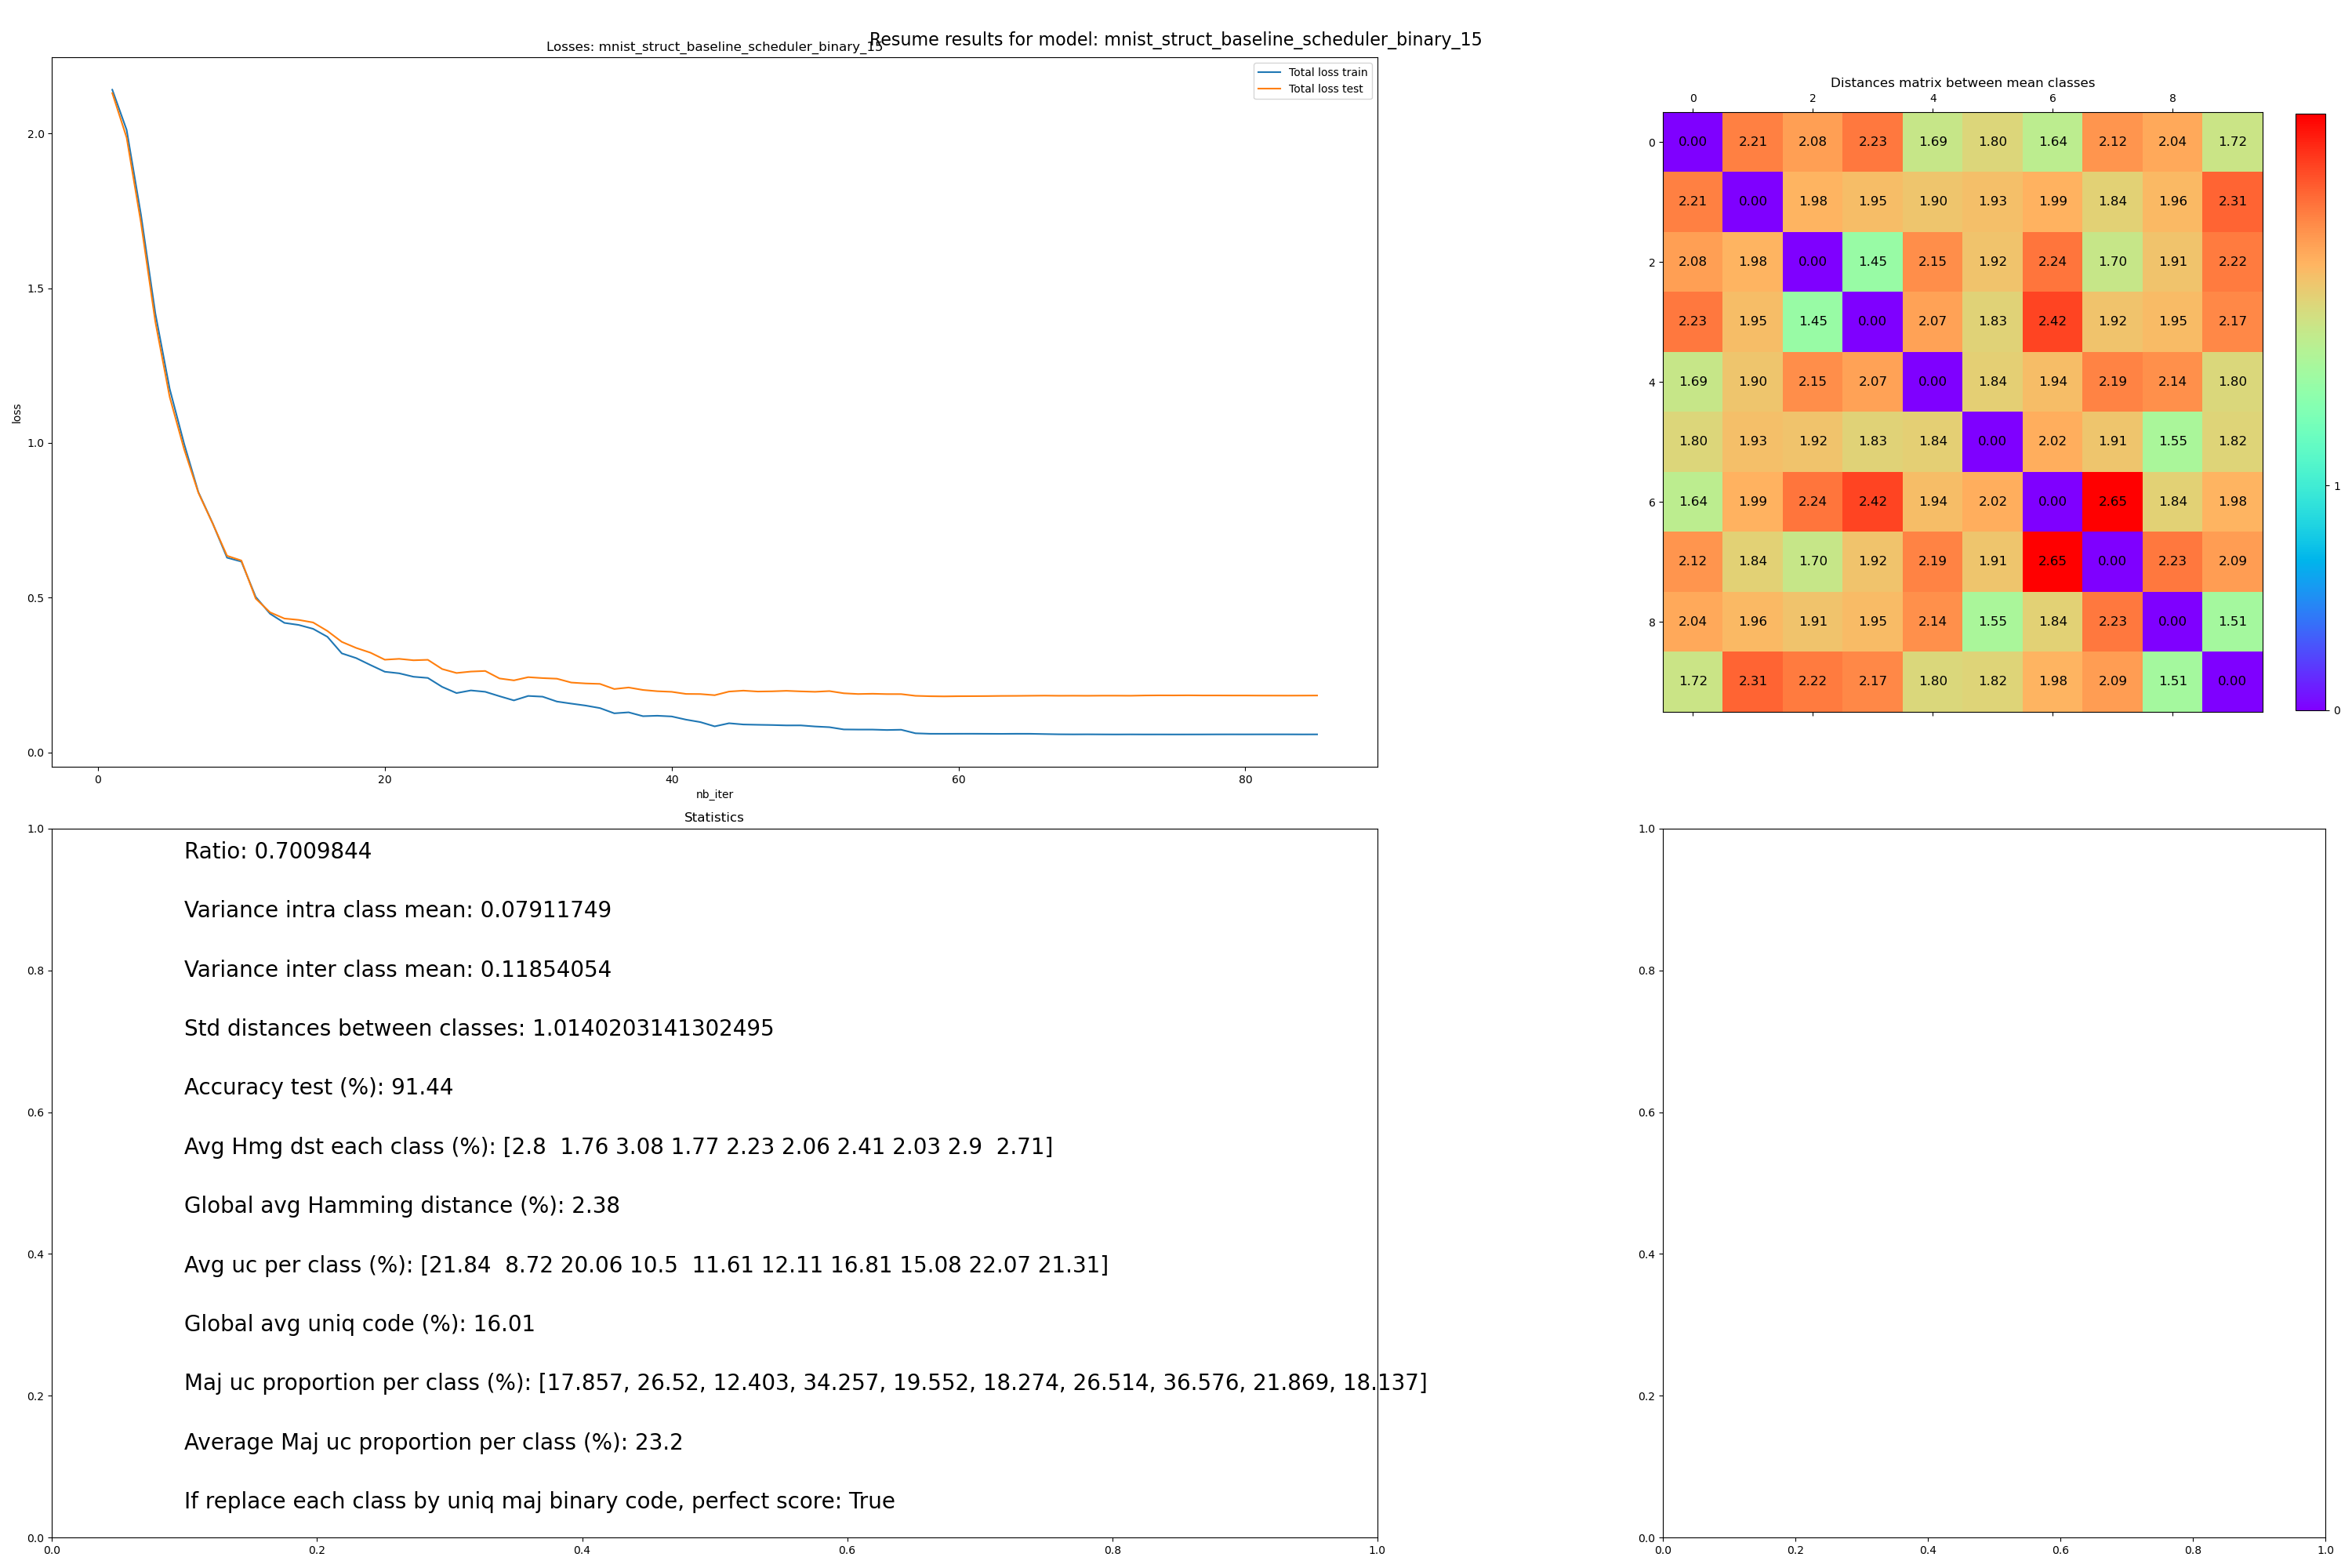 Resume results for model: mnist_struct_baseline_scheduler_binary_15
Losses: mnist_struct_baseline_scheduler_binary_15
Total loss train
Total loss test
2.0
1.5
1.0
0.5
0.0
loss
0 20 40 60 80
nb_iter
Distances matrix between mean classes
0 2 4 6 8
0 0.00 2.21 2.08 2.23 1.69 1.80 1.64 2.12 2.04 1.72
2.21 0.00 1.98 1.95 1.90 1.93 1.99 1.84 1.96 2.31
2 2.08 1.98 0.00 1.45 2.15 1.92 2.24 1.70 1.91 2.22
2.23 1.95 1.45 0.00 2.07 1.83 2.42 1.92 1.95 2.17
4 1.69 1.90 2.15 2.07 0.00 1.84 1.94 2.19 2.14 1.80
1.80 1.93 1.92 1.83 1.84 0.00 2.02 1.91 1.55 1.82
6 1.64 1.99 2.24 2.42 1.94 2.02 0.00 2.65 1.84 1.98
2.12 1.84 1.70 1.92 2.19 1.91 2.65 0.00 2.23 2.09
8 2.04 1.96 1.91 1.95 2.14 1.55 1.84 2.23 0.00 1.51
1.72 2.31 2.22 2.17 1.80 1.82 1.98 2.09 1.51 0.00
1
0
Statistics
1.0
0.8
0.6
0.4
0.2
0.0
Ratio: 0.7009844
Variance intra class mean: 0.07911749
Variance inter class mean: 0.11854054
Std distances between classes: 1.0140203141302495
Accuracy test (%): 91.44
Avg Hmg dst each class (%): [2.8  1.76 3.08 1.77 2.23 2.06 2.41 2.03 2.9  2.71]
Global avg Hamming distance (%): 2.38
Avg uc per class (%): [21.84  8.72 20.06 10.5  11.61 12.11 16.81 15.08 22.07 21.31]
Global avg uniq code (%): 16.01
Maj uc proportion per class (%): [17.857, 26.52, 12.403, 34.257, 19.552, 18.274, 26.514, 36.576, 21.869, 18.137]
Average Maj uc proportion per class (%): 23.2
If replace each class by uniq maj binary code, perfect score: True
0.0 0.2 0.4 0.6 0.8 1.0
1.0
0.8
0.6
0.4
0.2
0.0
0.0 0.2 0.4 0.6 0.8 1.0